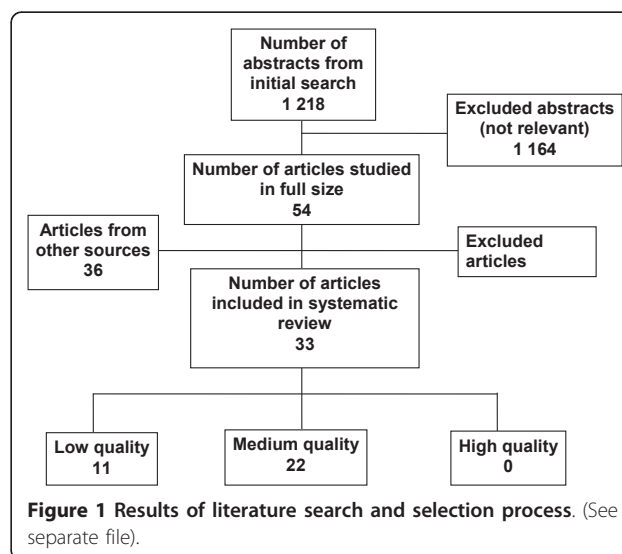 Number of
abstracts from
initial search
1 218
Excluded abstracts
(not relevant)
1 164
Number of articles studied
in full size
54
Articles from
other sources
36
Excluded
articles
Number of articles
included in systematic
review
33
Low quality
11
Medium quality
22
High quality
0
Figure 1 Results of literature search and selection process. (See
separate file).